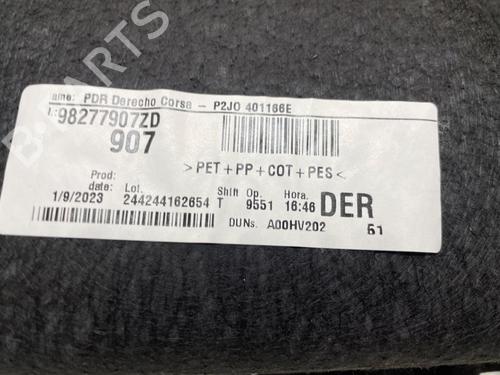 ame: PDR Derecho Corsa – P2JO 401166E
98277907ZD
907
>PET+PP+COT+PES<
Prod:
date: Lot. Shift Op. Hora.
1/9/2023 244244162654 T 9551 16:46 DER
DUNs. A00HV202 61